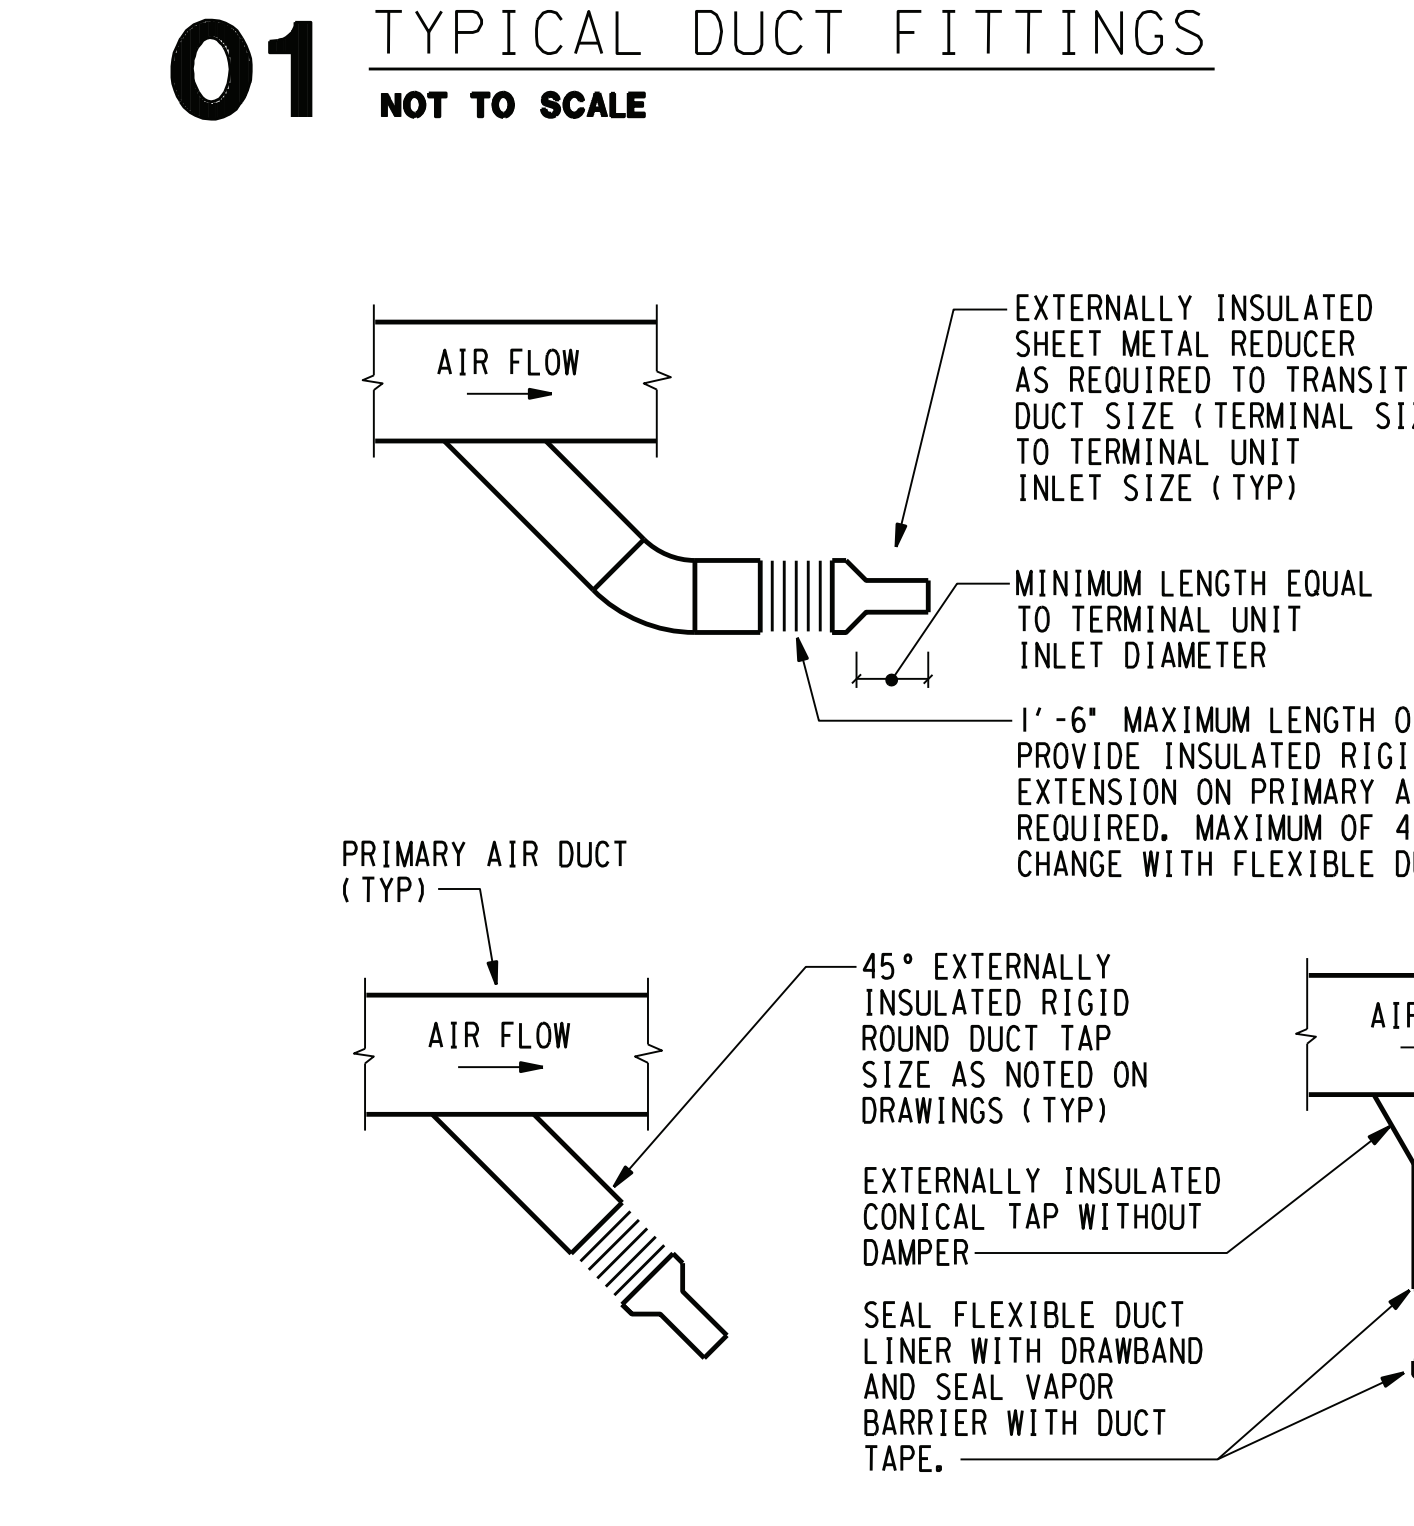 01 TYPICAL DUCT FITTINGS
NOT TO SCALE
AIR FLOW
EXTERNALLY INSULATED
SHEET METAL REDUCER
AS REQUIRED TO TRANSIT
DUCT SIZE (TERMINAL
TO TERMINAL UNIT
INLET SIZE (TYP)
MINIMUM LENGTH EQUAL
TO TERMINAL UNIT
INLET DIAMETER
1'-6" MAXIMUM LENGTH
PROVIDE INSULATED
EXTENSION ON PRIMARY
REQUIRED. MAXIMUM OF
CHANGE WITH FLEXIBLE
PRIMARY AIR DUCT
(TYP)
AIR FLOW
45° EXTERNALLY
INSULATED RIGID
ROUND DUCT TAP
SIZE AS NOTED ON
DRAWINGS (TYP)
EXTERNALLY INSULATED
CONICAL TAP WITHOUT
DAMPER
SEAL FLEXIBLE DUCT
LINER WITH DRAWBAND
AND SEAL VAPOR
BARRIER WITH DUCT
TAPE.